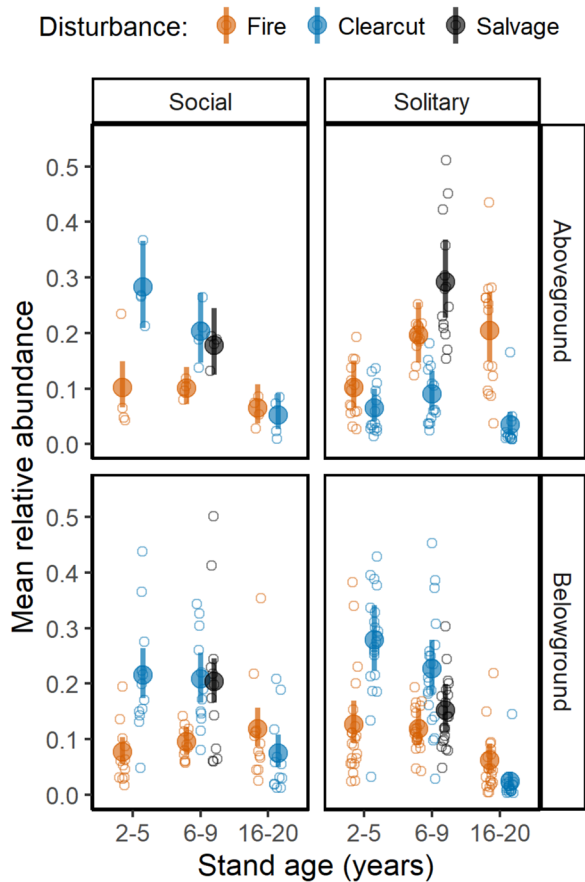 Disturbance: Fire Clearcut Salvage
Social Solitary
0.5
0.4
0.3
0.2
0.1
0.0
Aboveground
0.5
0.4
0.3
0.2
0.1
0.0
Belowground
Mean relative abundance
2-5 6-9 16-20 2-5 6-9 16-20
Stand age (years)